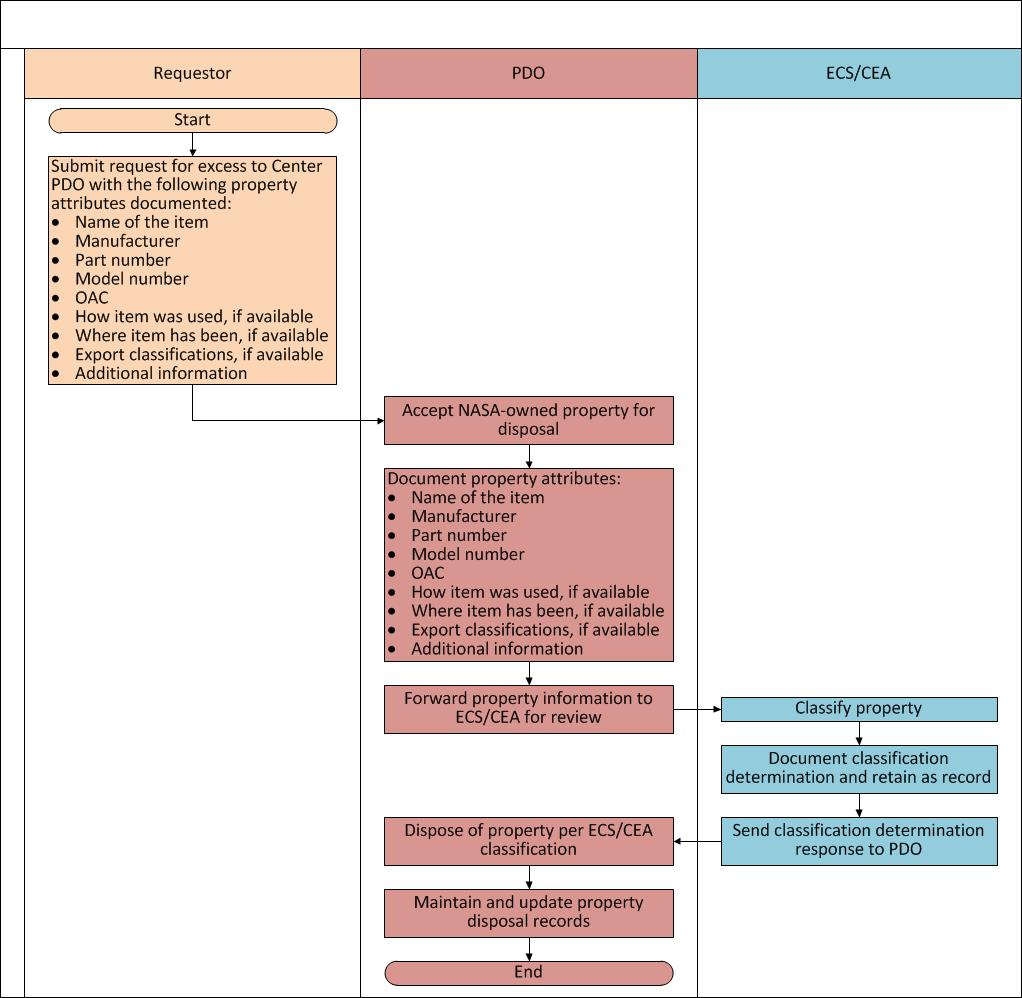 Requestor
PDO
ECS/CEA
Start
Submit request for excess to Center
PDO with the following property
attributes documented:
• Name of the item
• Manufacturer
• Part number
• Model number
• OAC
• How item was used, if available
• Where item has been, if available
• Export classifications, if available
• Additional information
Accept NASA-owned property for
disposal
Document property attributes:
• Name of the item
• Manufacturer
• Part number
• Model number
• OAC
• How item was used, if available
• Where item has been, if available
• Export classifications, if available
• Additional information
Forward property information to
ECS/CEA for review
Classify property
Document classification
determination and retain as record
Send classification determination
response to PDO
Dispose of property per ECS/CEA
classification
Maintain and update property
disposal records
End